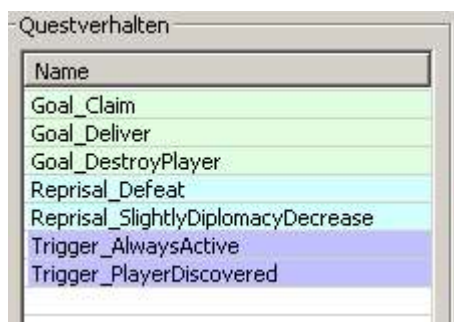 Questverhalten
Name
Goal_Claim
Goal_Deliver
Goal_DestroyPlayer
Reprisal_Defeat
Reprisal_SlightlyDiplomacyDecrease
Trigger_AlwaysActive
Trigger_PlayerDiscovered